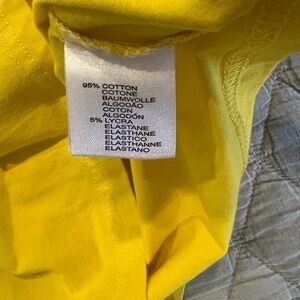 95% COTTON
COTONE
BAUMWOLLE
ALGODÃO
COTON
ALGODÓN
5% LYCRA
ELASTANE
ELASTHANE
ELASTICO
ELASTHANNE
ELASTANO